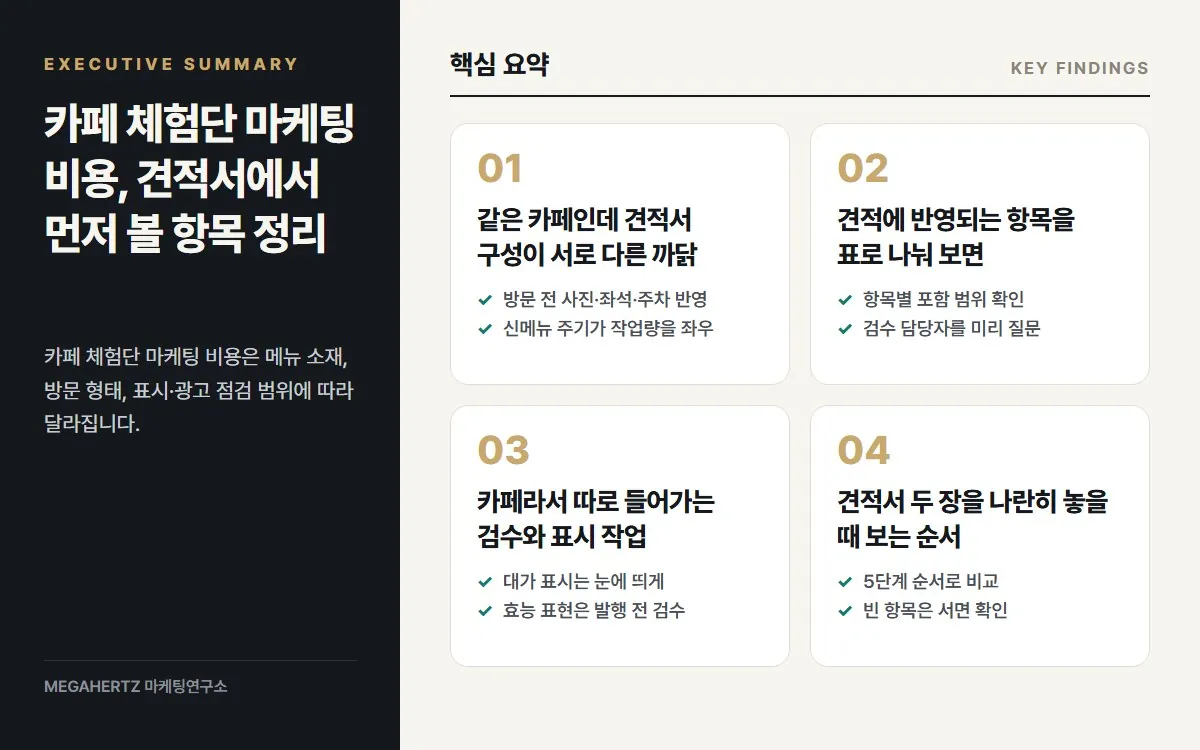 EXECUTIVE SUMMARY
카페 체험단 마케팅
비용, 견적서에서
먼저 볼 항목 정리
카페 체험단 마케팅 비용은 메뉴 소재,
방문 형태, 표시·광고 점검 범위에 따라
달라집니다.
MEGAHERTZ 마케팅연구소
핵심 요약
KEY FINDINGS
01
같은 카페인데 견적서
구성이 서로 다른 까닭
방문 전 사진·좌석·주차 반영
신메뉴 주기가 작업량을 좌우
02
견적에 반영되는 항목을
표로 나눠 보면
항목별 포함 범위 확인
검수 담당자를 미리 질문
03
카페라서 따로 들어가는
검수와 표시 작업
대가 표시는 눈에 띄게
효능 표현은 발행 전 검수
04
견적서 두 장을 나란히 놓을
때 보는 순서
5단계 순서로 비교
빈 항목은 서면 확인